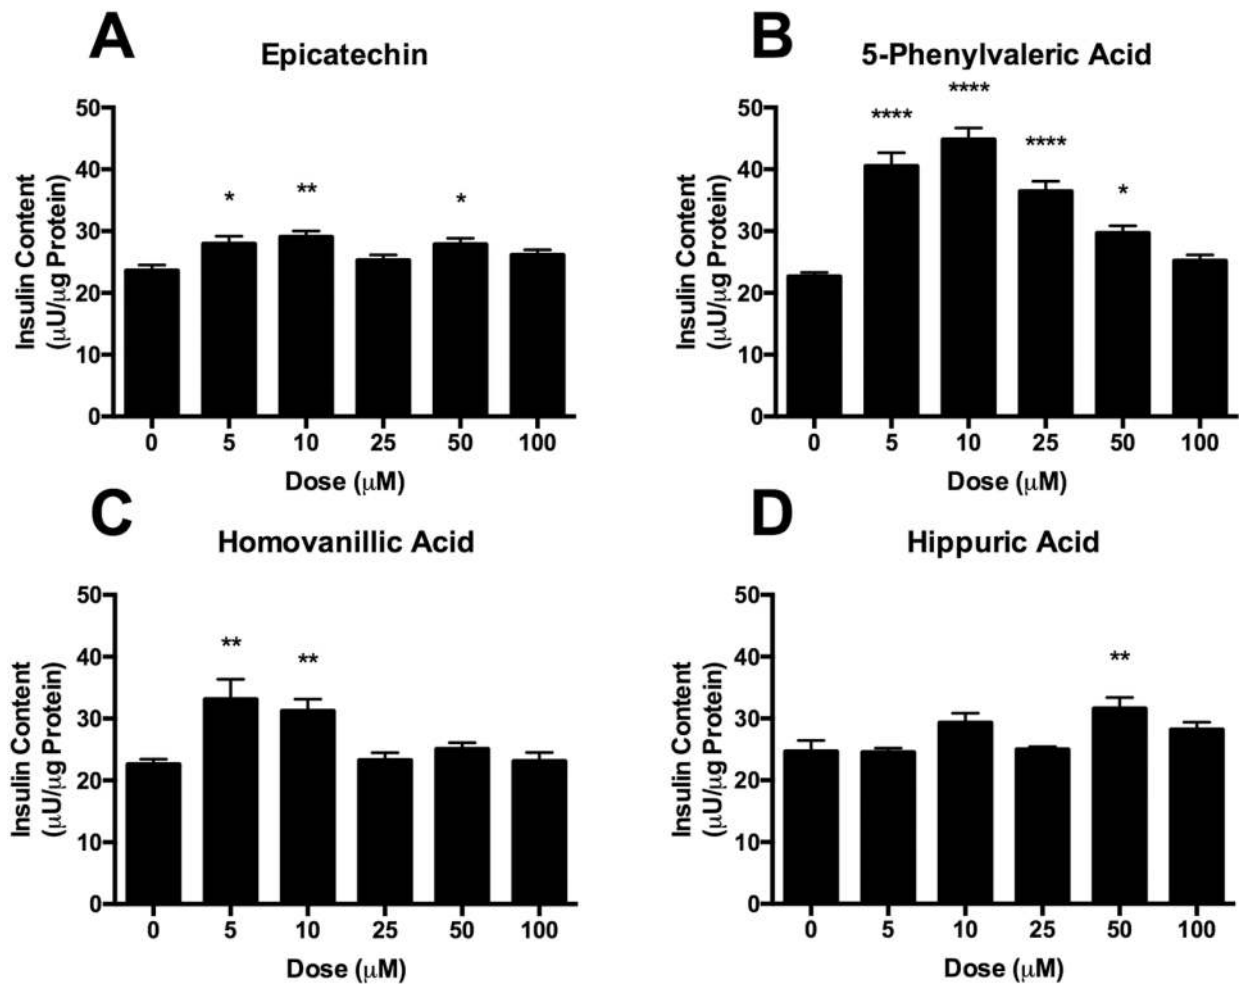 A
Epicatechin
Insulin Content
(μU/μg Protein)
50
40
30
20
10
0
*
**
*
0 5 10 25 50 100
Dose (μM)
B
5-Phenylvaleric Acid
Insulin Content
(μU/μg Protein)
50
40
30
20
10
0
****
****
****
*
0 5 10 25 50 100
Dose (μM)
C
Homovanillic Acid
Insulin Content
(μU/μg Protein)
50
40
30
20
10
0
**
**
0 5 10 25 50 100
Dose (μM)
D
Hippuric Acid
Insulin Content
(μU/μg Protein)
50
40
30
20
10
0
**
0 5 10 25 50 100
Dose (μM)